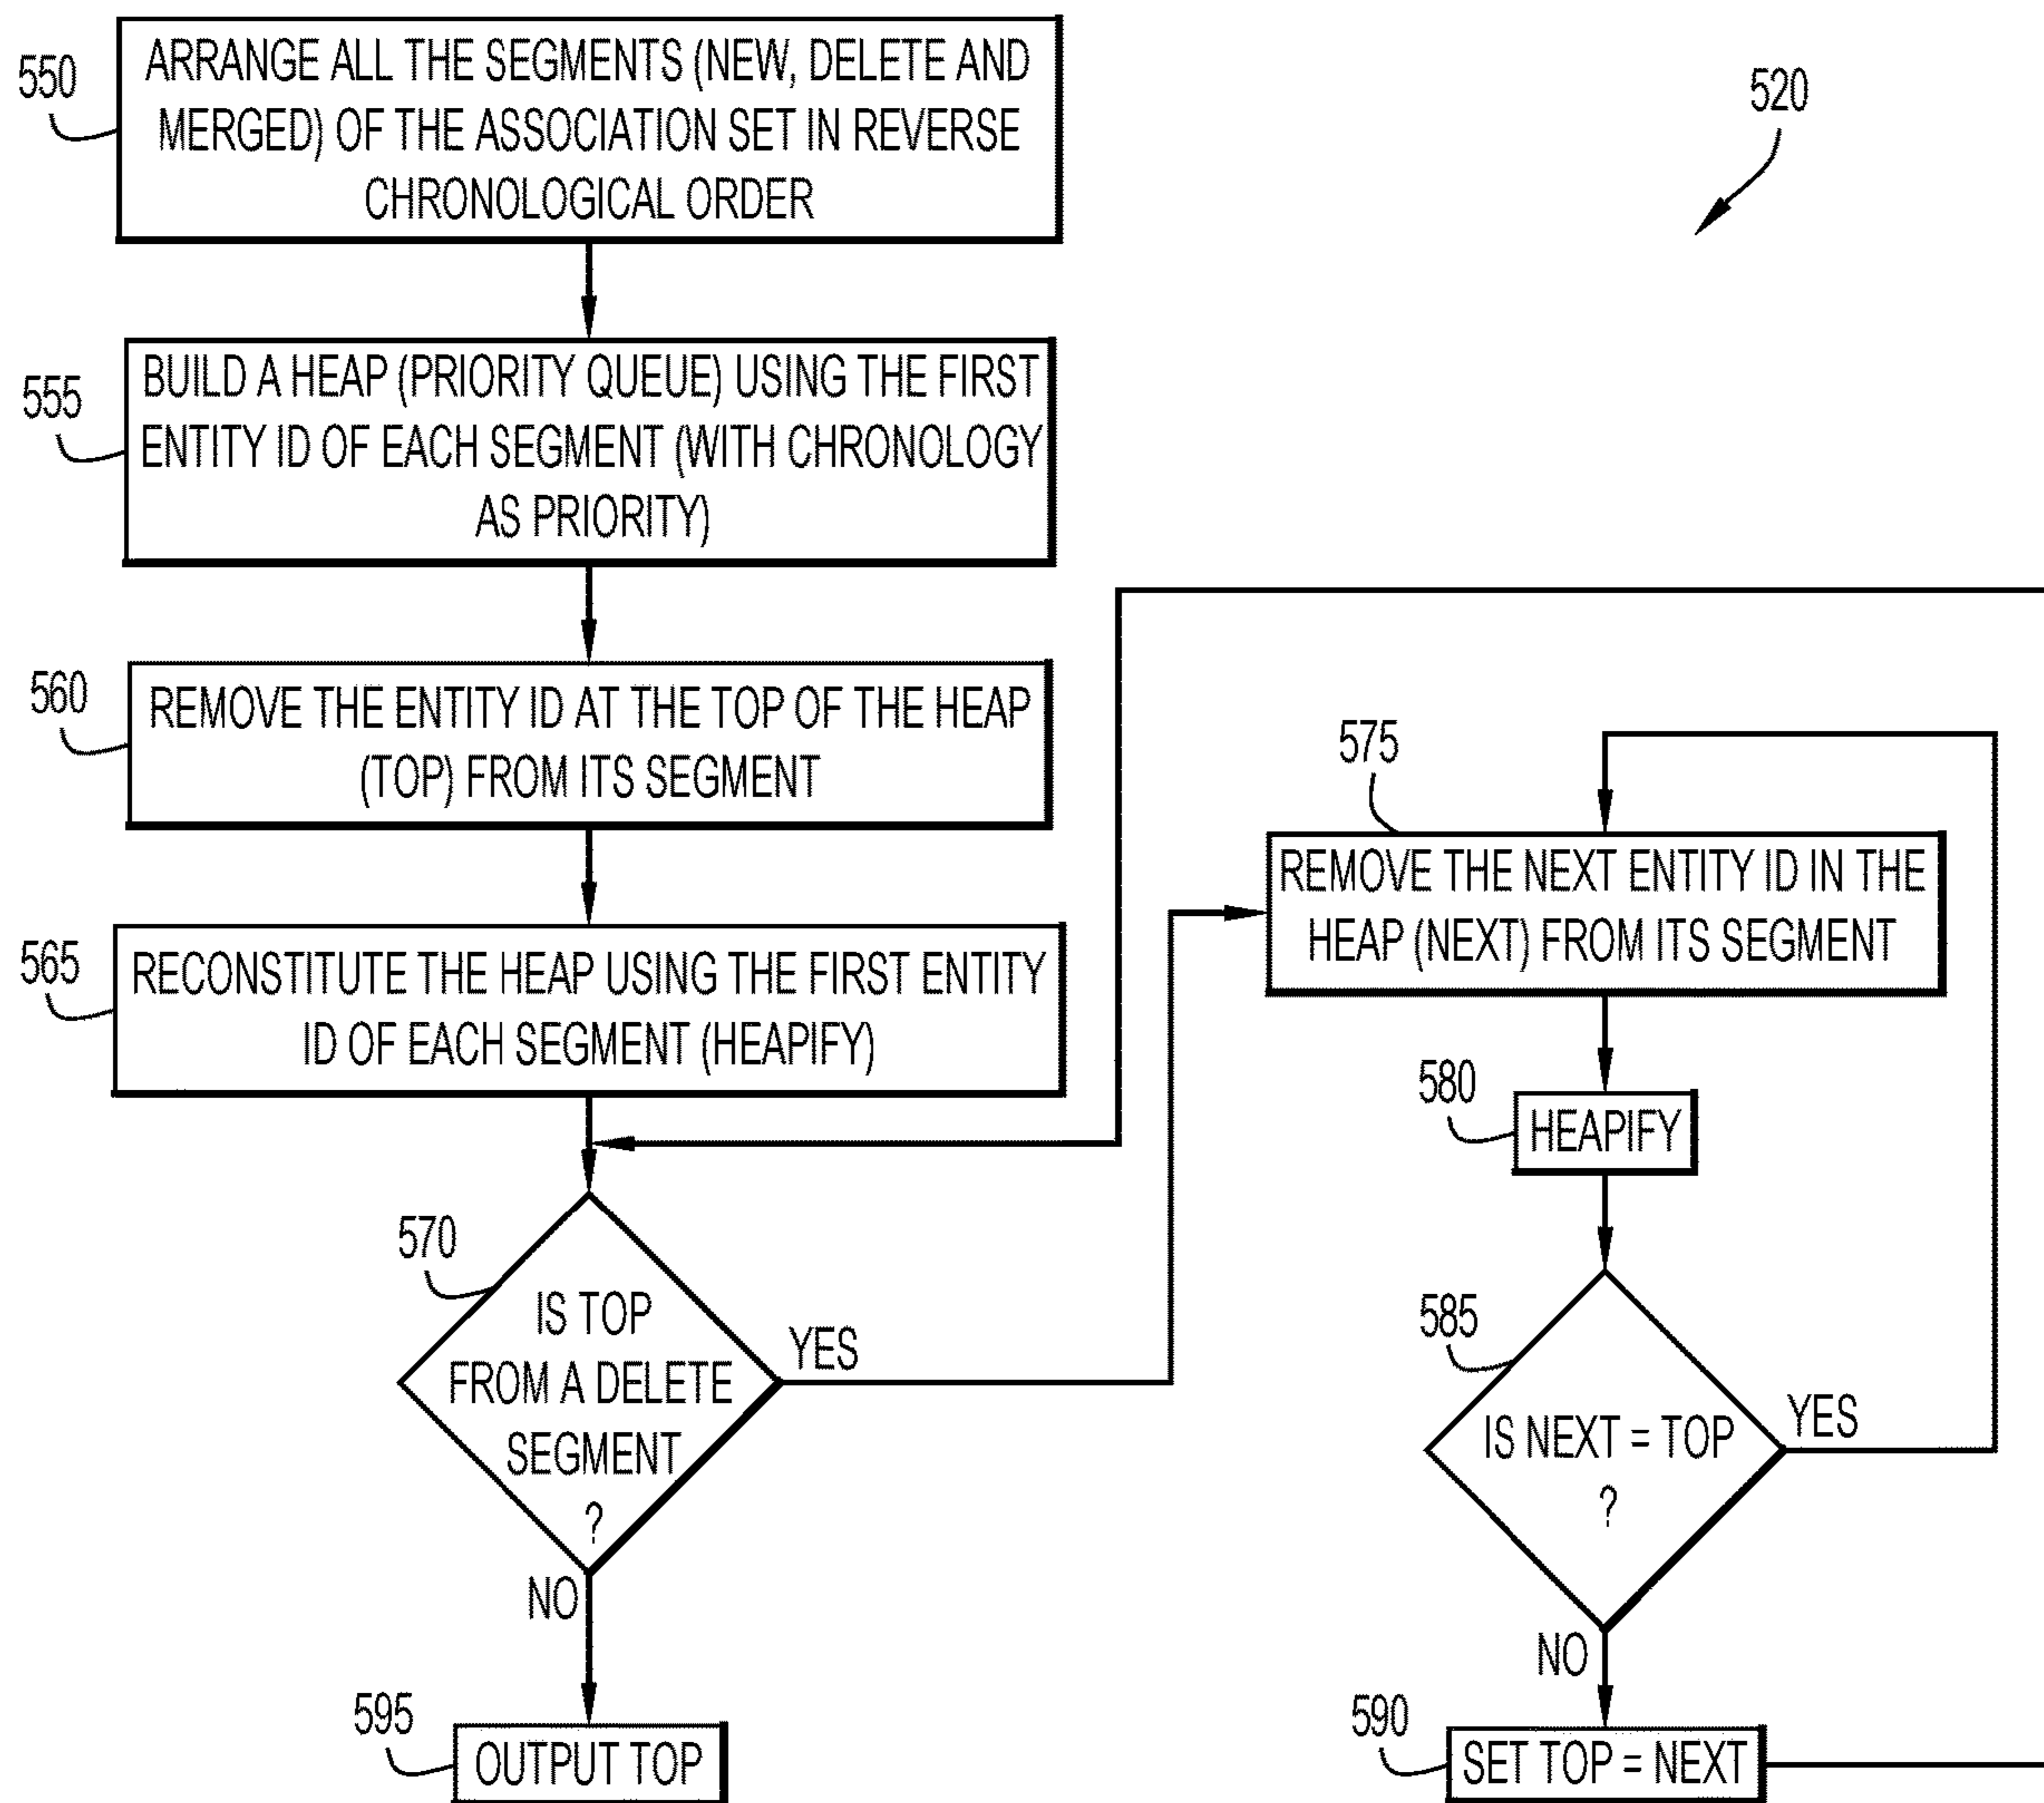 550
ARRANGE ALL THE SEGMENTS (NEW, DELETE AND
MERGED) OF THE ASSOCIATION SET IN REVERSE
CHRONOLOGICAL ORDER
520
555
BUILD A HEAP (PRIORITY QUEUE) USING THE FIRST
ENTITY ID OF EACH SEGMENT (WITH CHRONOLOGY
AS PRIORITY)
560
REMOVE THE ENTITY ID AT THE TOP OF THE HEAP
(TOP) FROM ITS SEGMENT
565
RECONSTITUTE THE HEAP USING THE FIRST ENTITY
ID OF EACH SEGMENT (HEAPIFY)
570
IS TOP
FROM A DELETE
SEGMENT
?
YES
NO
595
OUTPUT TOP
575
REMOVE THE NEXT ENTITY ID IN THE
HEAP (NEXT) FROM ITS SEGMENT
580
HEAPIFY
585
IS NEXT = TOP
?
YES
NO
590
SET TOP = NEXT